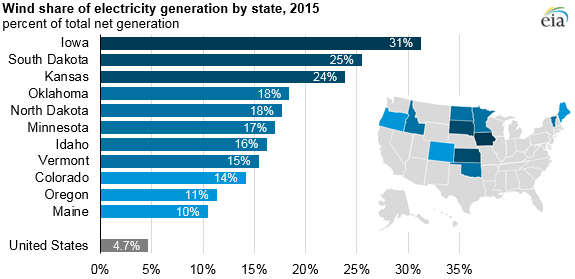 Wind share of electricity generation by state, 2015
percent of total net generation
eia
Iowa 31%
South Dakota 25%
Kansas 24%
Oklahoma 18%
North Dakota 18%
Minnesota 17%
Idaho 16%
Vermont 15%
Colorado 14%
Oregon 11%
Maine 10%
United States 4.7%
0% 5% 10% 15% 20% 25% 30% 35%